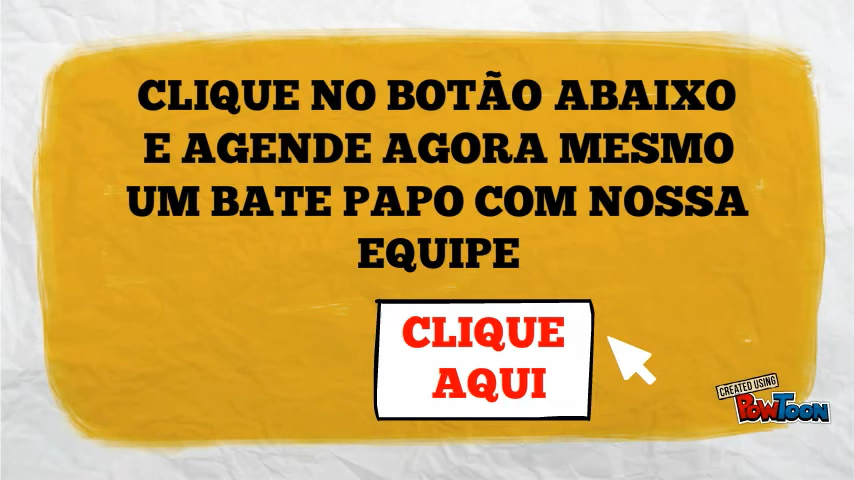 CLIQUE NO BOTÃO ABAIXO
E AGENDE AGORA MESMO
UM BATE PAPO COM NOSSA
EQUIPE
CLIQUE
AQUI
CREATED USING
POWTOON